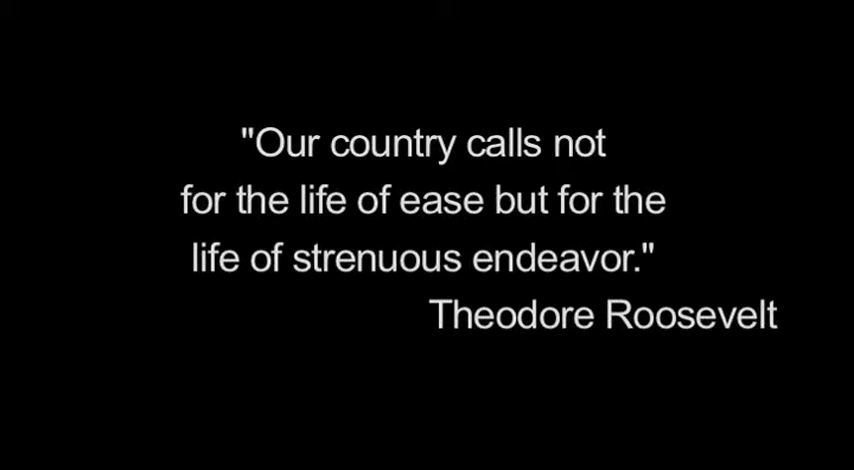 "Our country calls not
for the life of ease but for the
life of strenuous endeavor."
Theodore Roosevelt